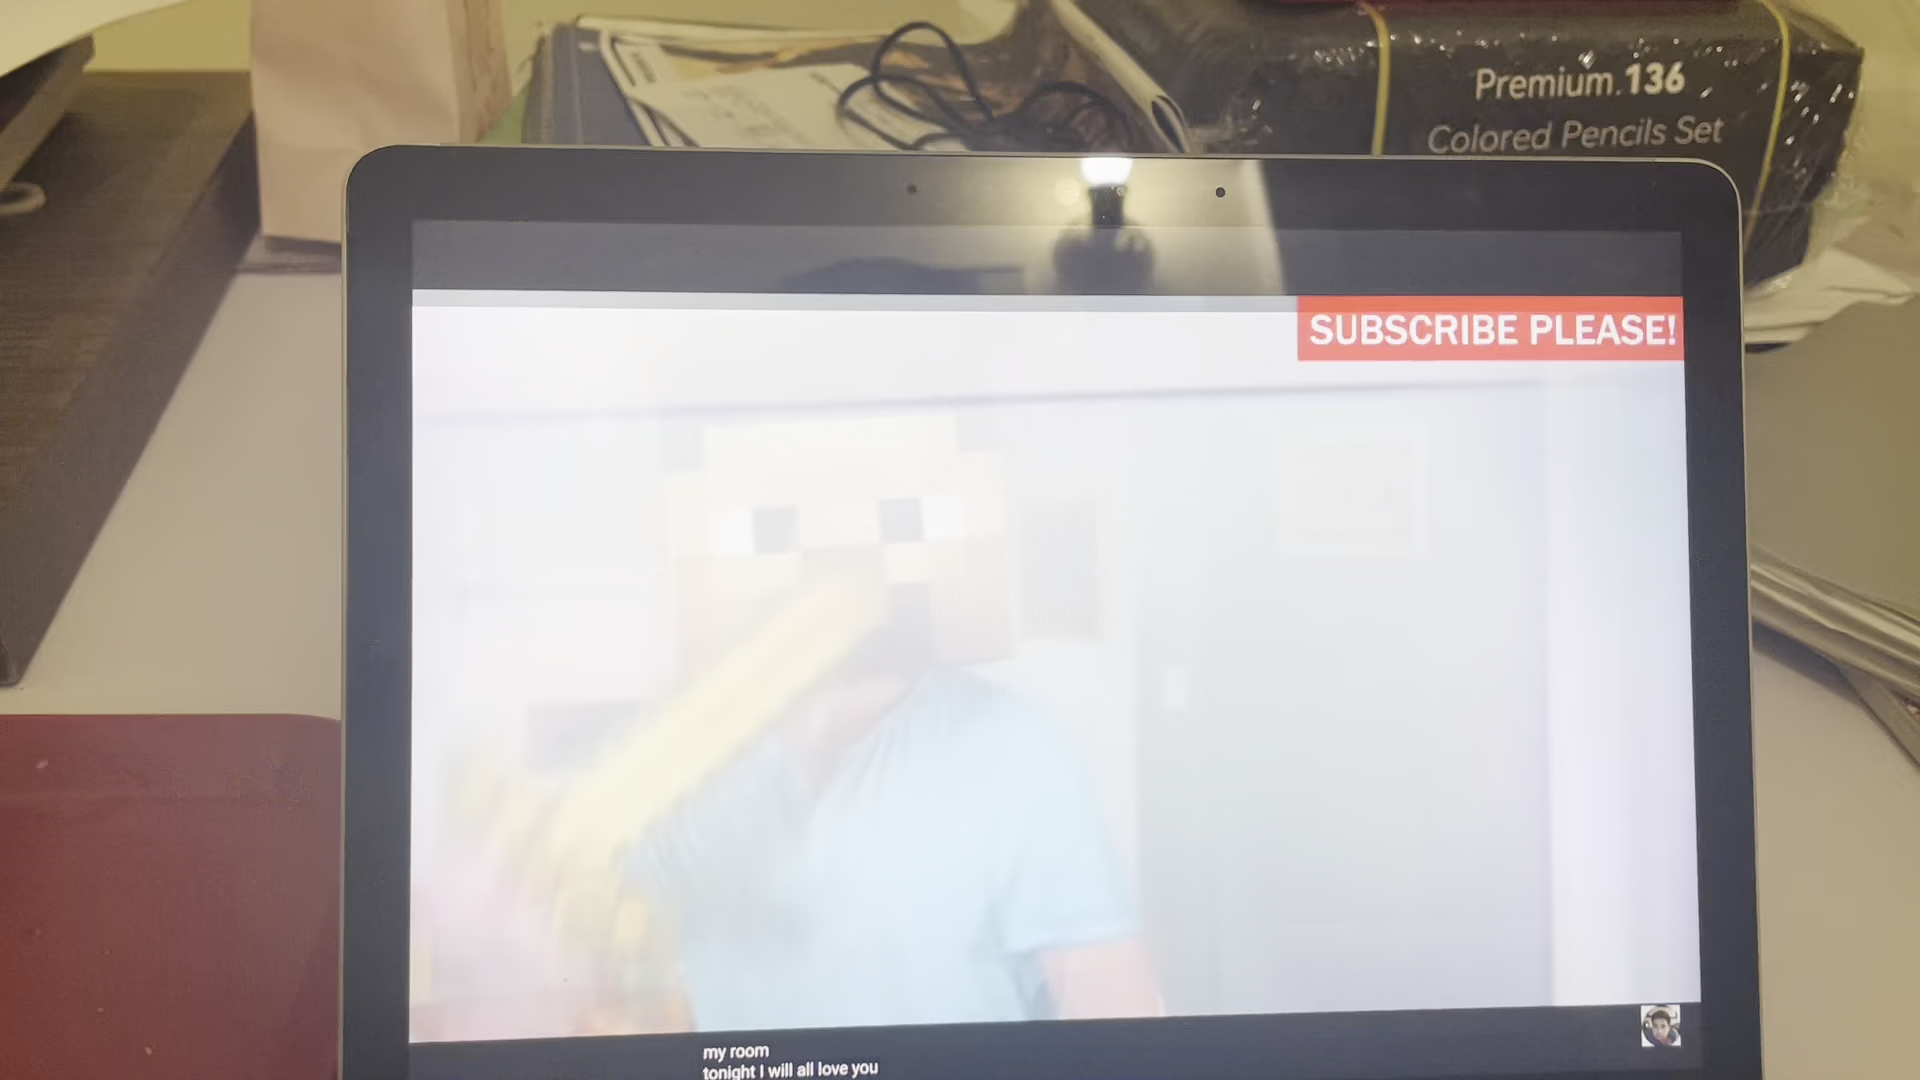 Premium.136
Colored Pencils Set
SUBSCRIBE PLEASE!
my room
tonight I will all love you